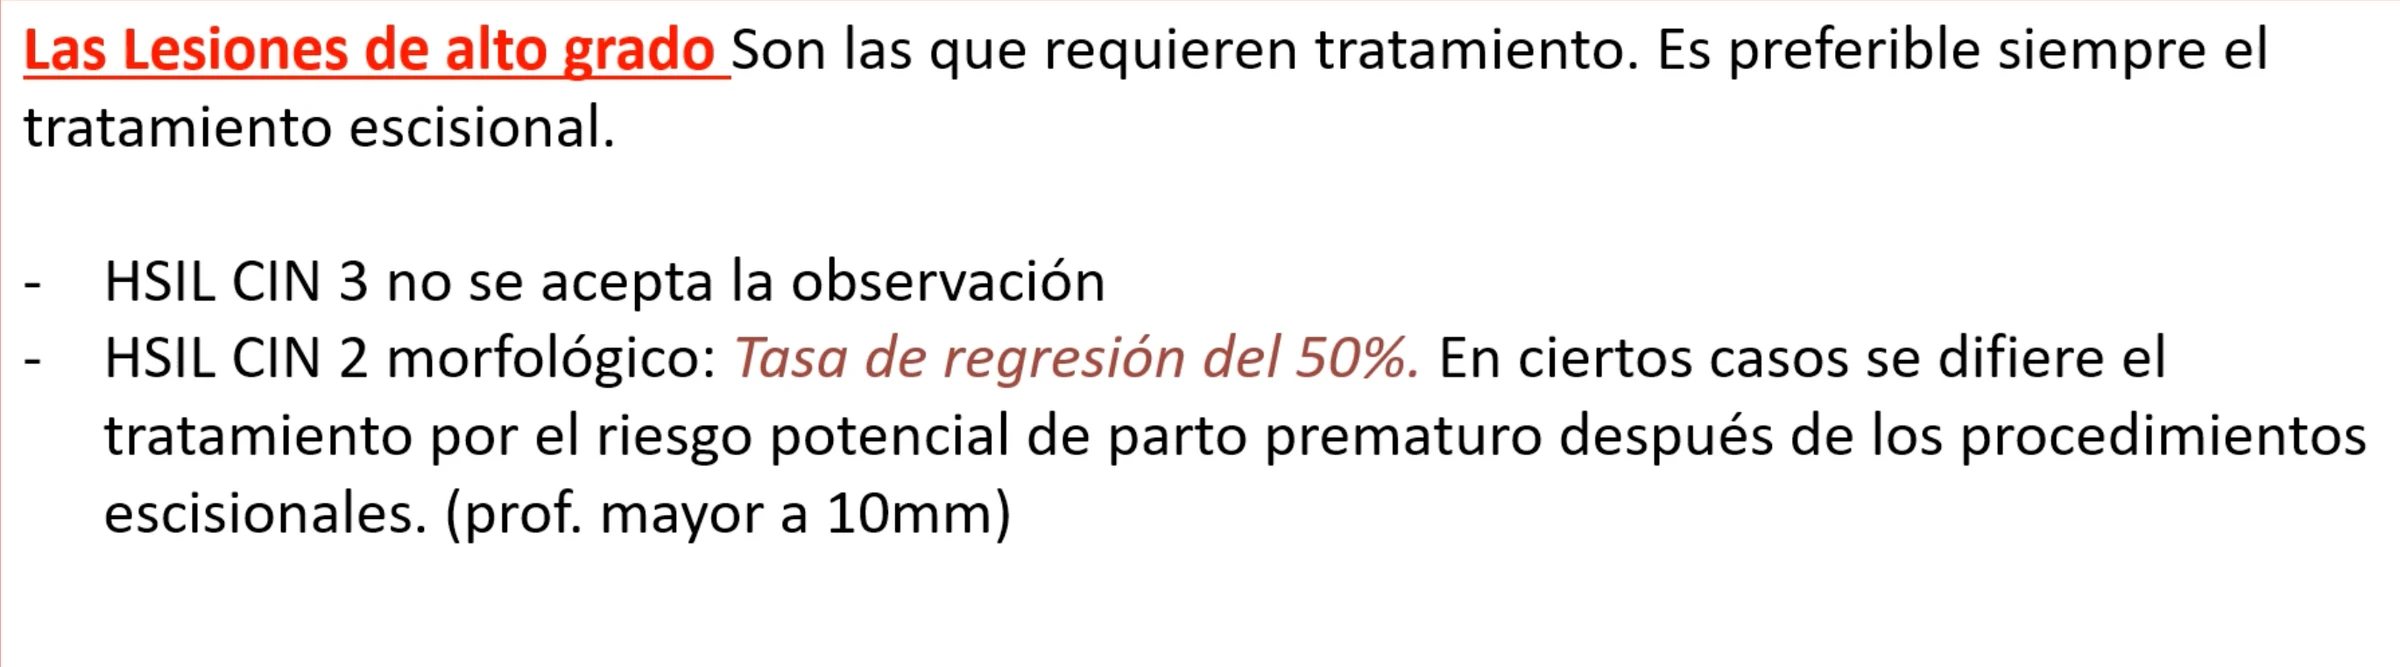 Las Lesiones de alto grado Son las que requieren tratamiento. Es preferible siempre el
tratamiento escisional.
- HSIL CIN 3 no se acepta la observación
- HSIL CIN 2 morfológico: Tasa de regresión del 50%. En ciertos casos se difiere el
tratamiento por el riesgo potencial de parto prematuro después de los procedimientos
escisionales. (prof. mayor a 10mm)